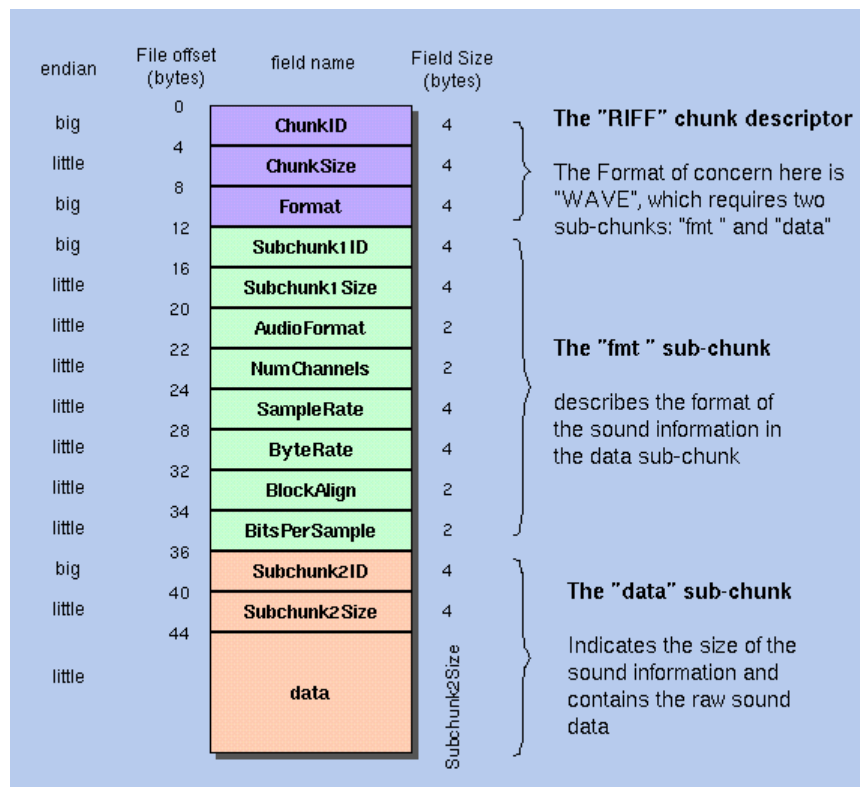 endian
File offset
(bytes)
field name
Field Size
(bytes)
0
big
ChunkID
4
4
little
ChunkSize
4
8
big
Format
4
12
The "RIFF" chunk descriptor
The Format of concern here is
"WAVE", which requires two
sub-chunks: "fmt " and "data"
big
Subchunk1ID
4
16
little
Subchunk1Size
4
20
little
AudioFormat
2
22
little
NumChannels
2
24
little
SampleRate
4
28
little
ByteRate
4
32
little
BlockAlign
2
34
little
BitsPerSample
2
36
The "fmt " sub-chunk
describes the format of
the sound information in
the data sub-chunk
big
Subchunk2ID
4
40
little
Subchunk2Size
4
44
little
data
Subchunk2Size
The "data" sub-chunk
Indicates the size of the
sound information and
contains the raw sound
data